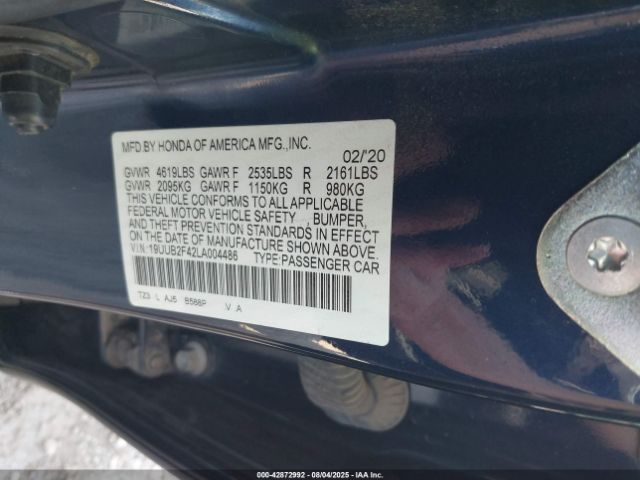 MFD.BY HONDA OF AMERICA MFG.,INC.
02/'20
GVWR 4619LBS GAWR F 2535LBS R 2161LBS
GVWR 2095KG GAWR F 1150KG R 980KG
THIS VEHICLE CONFORMS TO ALL APPLICABLE
FEDERAL MOTOR VEHICLE SAFETY , BUMPER,
AND THEFT PREVENTION STANDARDS IN
EFFECT ON THE DATE OF MANUFACTURE SHOWN ABOVE.
VIN:19UUB2F42LA004486 TYPE:PASSENGER CAR
TZ3 L AJ5 B588P V A
© COPYRIGHT - 42872992 - 08/04/2025 - IAA INC.